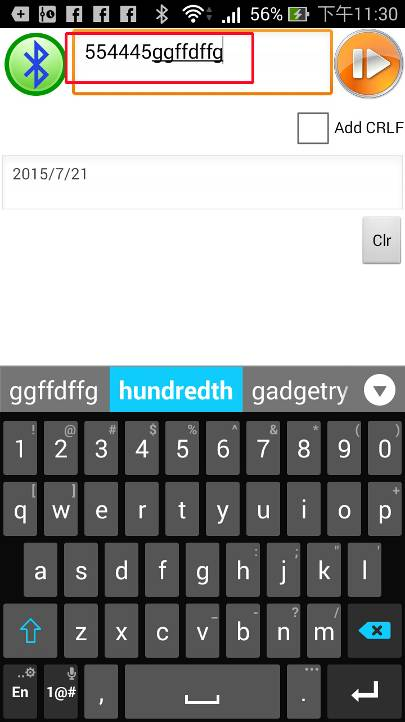 56% 下午11:30
554445ggffdffg
Add CRLF
2015/7/21
Clr
ggffdffg hundredth gadgetry
! @ # $ % ^ & * ( )
1 2 3 4 5 6 7 8 9 0
[ ] +
q w e r t y u i o p
: ; " '
a s d f g h j k l
_ - ? /
z x c v b n m
En 1@# , .